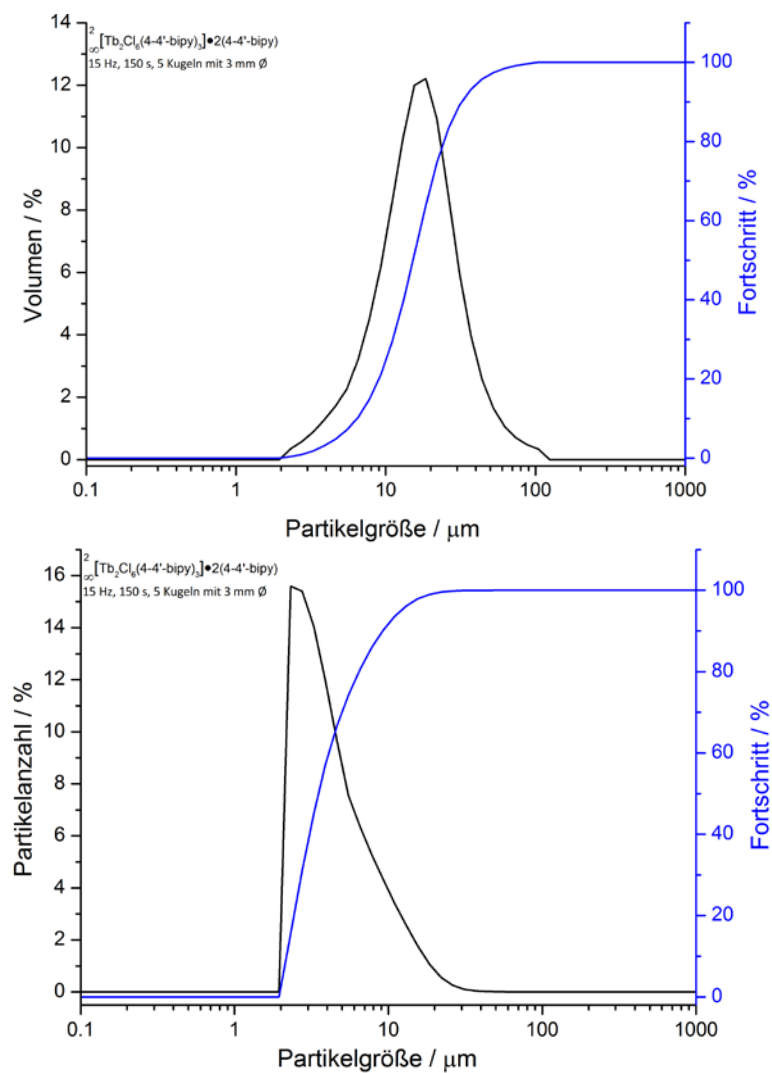 14
12
10
8
6
4
2
0
Volumen / %
²∞[Tb₂Cl₆(4-4'-bipy)₃]•2(4-4'-bipy)
15 Hz, 150 s, 5 Kugeln mit 3 mm Ø
100
80
60
40
20
0
Fortschritt / %
0.1 1 10 100 1000
Partikelgröße / μm
16
14
12
10
8
6
4
2
0
Partikelanzahl / %
²∞[Tb₂Cl₆(4-4'-bipy)₃]•2(4-4'-bipy)
15 Hz, 150 s, 5 Kugeln mit 3 mm Ø
100
80
60
40
20
0
Fortschritt / %
0.1 1 10 100 1000
Partikelgröße / μm